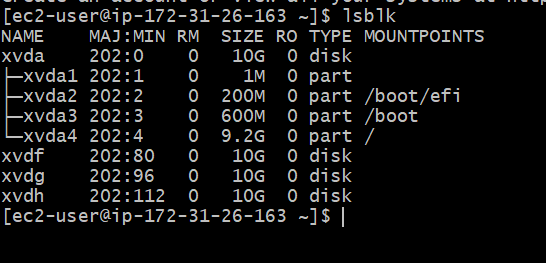 [ec2-user@ip-172-31-26-163 ~]$ lsblk
NAME    MAJ:MIN RM  SIZE RO TYPE MOUNTPOINTS
xvda    202:0    0   10G  0 disk
├─xvda1 202:1    0    1M  0 part
├─xvda2 202:2    0  200M  0 part /boot/efi
├─xvda3 202:3    0  600M  0 part /boot
└─xvda4 202:4    0  9.2G  0 part /
xvdf    202:80   0   10G  0 disk
xvdg    202:96   0   10G  0 disk
xvdh    202:112  0   10G  0 disk
[ec2-user@ip-172-31-26-163 ~]$